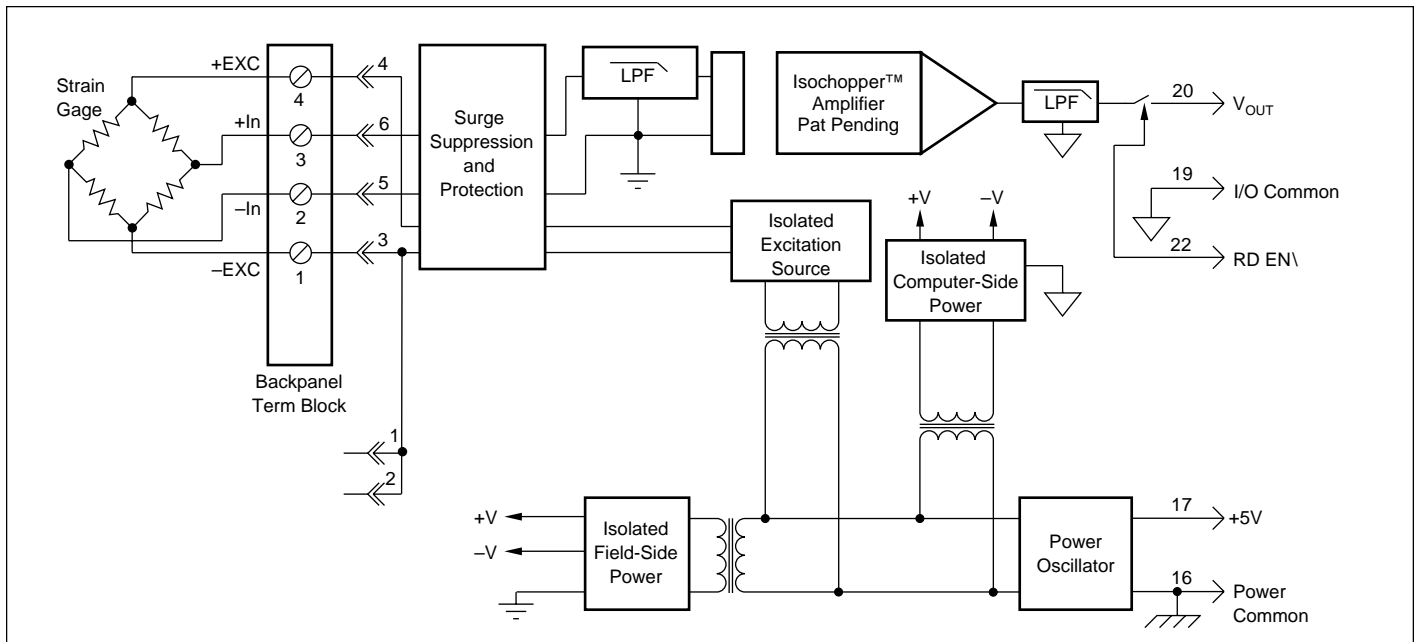 Strain
Gage
+EXC
+In
–In
–EXC
4
3
2
1
Backpanel
Term Block
4
6
5
3
1
2
Surge
Suppression
and
Protection
LPF
Isochopper™
Amplifier
Pat Pending
LPF
20
VOUT
19
I/O Common
22
RD EN\
Isolated
Excitation
Source
+V
–V
Isolated
Computer-Side
Power
+V
–V
Isolated
Field-Side
Power
Power
Oscillator
17
+5V
16
Power
Common